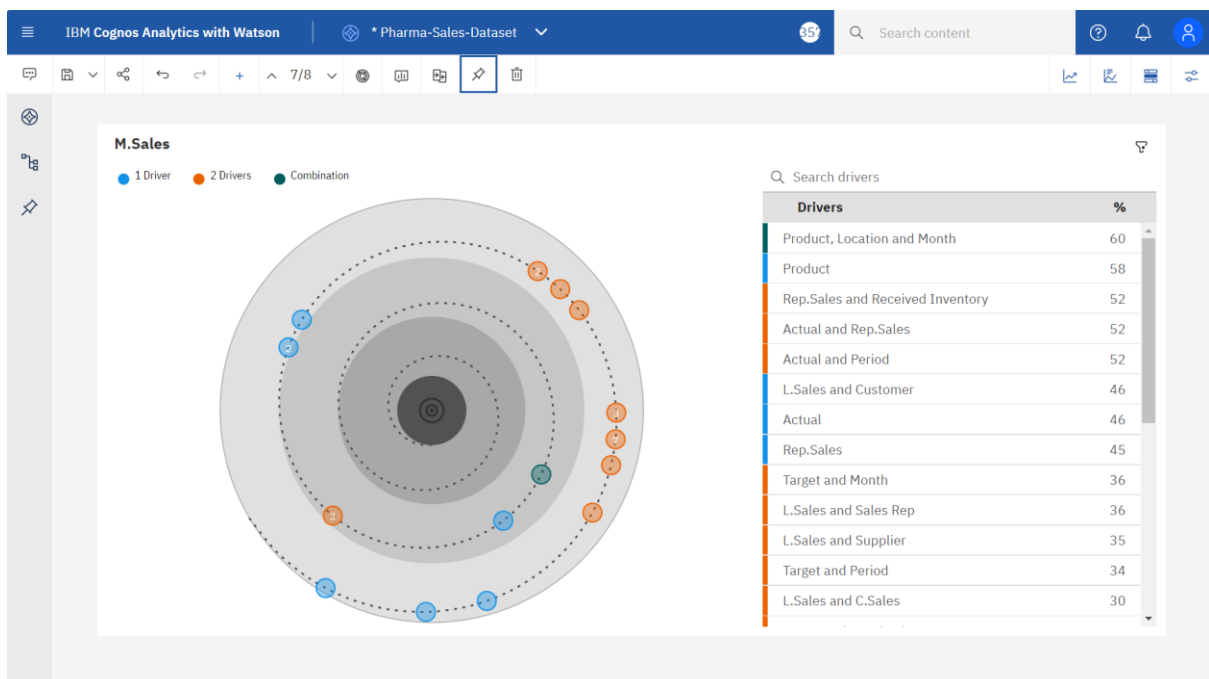 IBM Cognos Analytics with Watson
* Pharma-Sales-Dataset
Search content
7/8
M.Sales
1 Driver 2 Drivers Combination
Search drivers
Drivers %
Product, Location and Month 60
Product 58
Rep.Sales and Received Inventory 52
Actual and Rep.Sales 52
Actual and Period 52
L.Sales and Customer 46
Actual 46
Rep.Sales 45
Target and Month 36
L.Sales and Sales Rep 36
L.Sales and Supplier 35
Target and Period 34
L.Sales and C.Sales 30
2
2
3